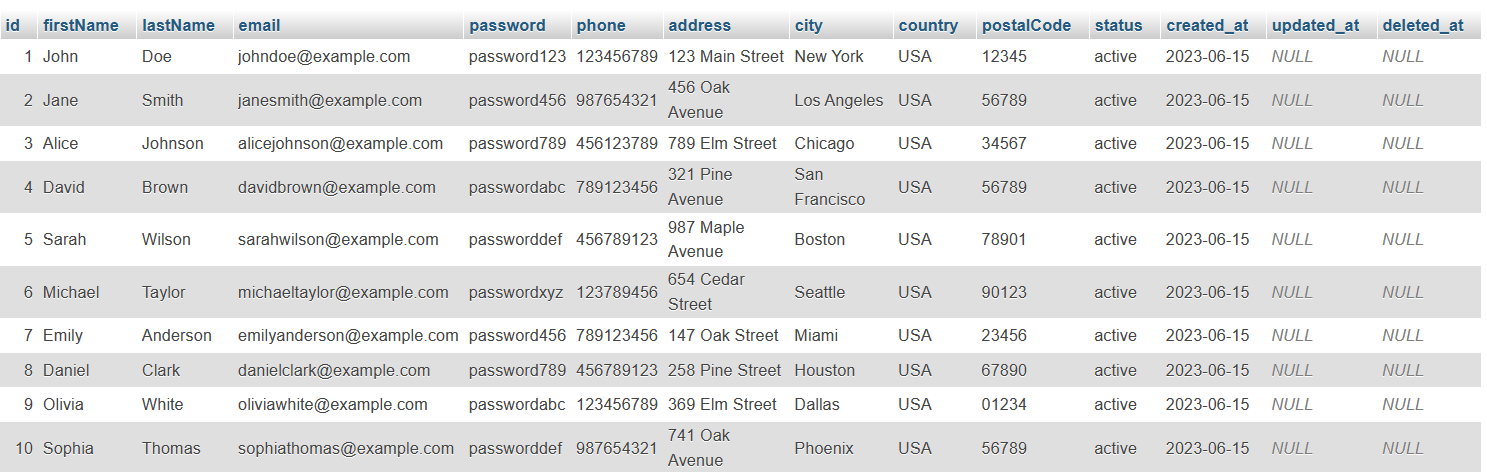 id firstName lastName email password phone address city country postalCode status created_at updated_at deleted_at
1 John Doe johndoe@example.com password123 123456789 123 Main Street New York USA 12345 active 2023-06-15 NULL NULL
2 Jane Smith janesmith@example.com password456 987654321 456 Oak Avenue Los Angeles USA 56789 active 2023-06-15 NULL NULL
3 Alice Johnson alicejohnson@example.com password789 456123789 789 Elm Street Chicago USA 34567 active 2023-06-15 NULL NULL
4 David Brown davidbrown@example.com passwordabc 789123456 321 Pine Avenue San Francisco USA 56789 active 2023-06-15 NULL NULL
5 Sarah Wilson sarahwilson@example.com passworddef 456789123 987 Maple Avenue Boston USA 78901 active 2023-06-15 NULL NULL
6 Michael Taylor michaeltaylor@example.com passwordxyz 123789456 654 Cedar Street Seattle USA 90123 active 2023-06-15 NULL NULL
7 Emily Anderson emilyanderson@example.com password456 789123456 147 Oak Street Miami USA 23456 active 2023-06-15 NULL NULL
8 Daniel Clark danielclark@example.com password789 456789123 258 Pine Street Houston USA 67890 active 2023-06-15 NULL NULL
9 Olivia White oliviawhite@example.com passwordabc 123456789 369 Elm Street Dallas USA 01234 active 2023-06-15 NULL NULL
10 Sophia Thomas sophiathomas@example.com passworddef 987654321 741 Oak Avenue Phoenix USA 56789 active 2023-06-15 NULL NULL